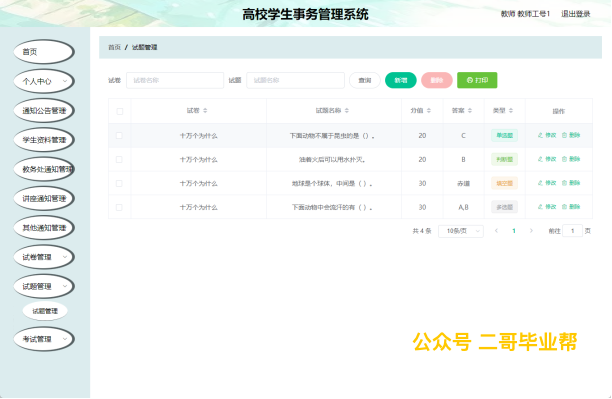 高校学生事务管理系统
教师 教师工号1 退出登录
首页
个人中心
通知公告管理
学生资料管理
教务处通知管理
讲座通知管理
其他通知管理
试卷管理
试题管理
试题管理
考试管理
首页 / 试题管理
试卷 试卷名称 试题 试题名称 查询 新增 删除 打印
试卷 试题名称 分值 答案 类型 操作
十万个为什么 下面动物不属于昆虫的是（）。 20 C 单选题 修改 删除
十万个为什么 油着火后可以用水扑灭。 20 B 判断题 修改 删除
十万个为什么 地球是个球体，中间是（ ）。 30 赤道 填空题 修改 删除
十万个为什么 下面动物中会流汗的有（ ）。 30 A,B 多选题 修改 删除
共 4 条 10条/页 1 前往 1 页
公众号 二哥毕业帮